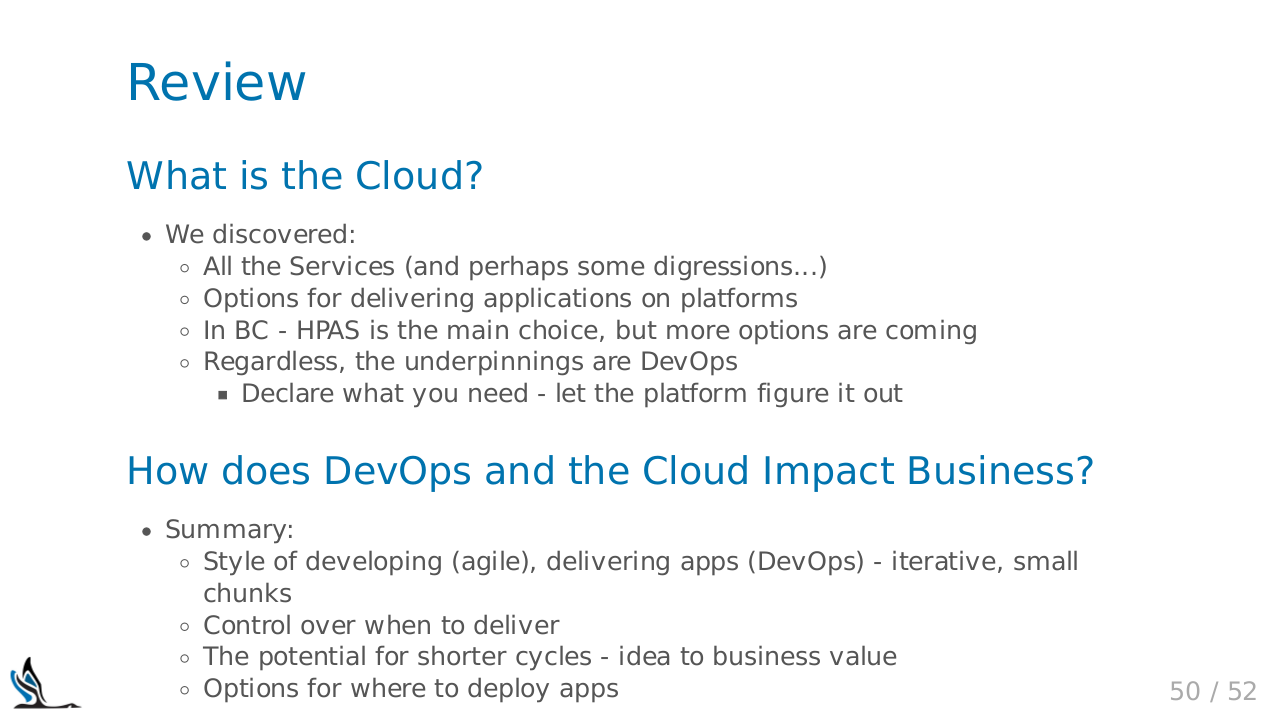 Review
What is the Cloud?
• We discovered:
◦ All the Services (and perhaps some digressions...)
◦ Options for delivering applications on platforms
◦ In BC - HPAS is the main choice, but more options are coming
◦ Regardless, the underpinnings are DevOps
▪ Declare what you need - let the platform figure it out
How does DevOps and the Cloud Impact Business?
• Summary:
◦ Style of developing (agile), delivering apps (DevOps) - iterative, small
chunks
◦ Control over when to deliver
◦ The potential for shorter cycles - idea to business value
◦ Options for where to deploy apps
50 / 52